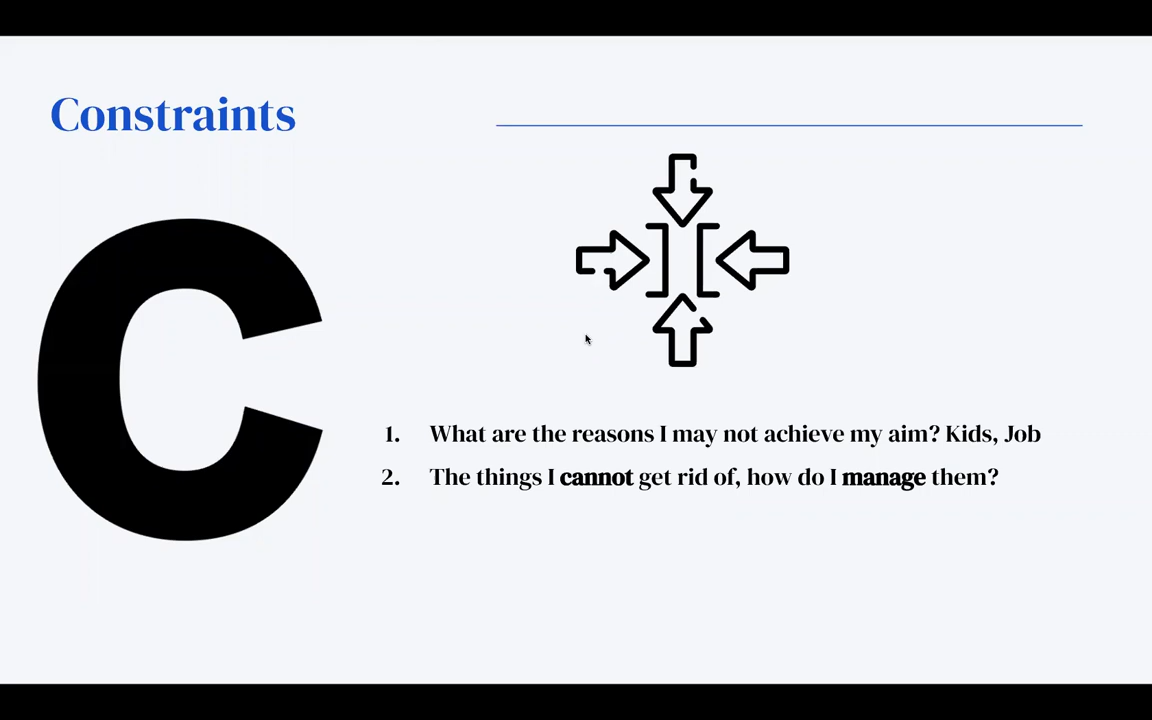 Constraints
C
1. What are the reasons I may not achieve my aim? Kids, Job
2. The things I cannot get rid of, how do I manage them?